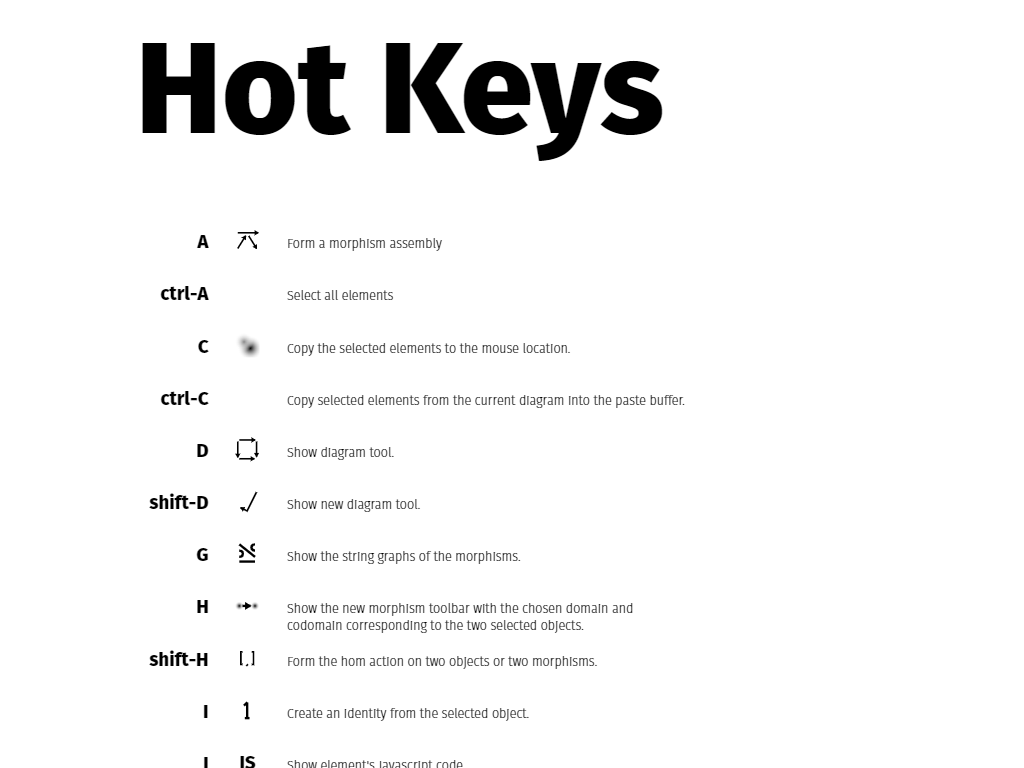 Hot Keys
A Form a morphism assembly
ctrl-A Select all elements
C Copy the selected elements to the mouse location.
ctrl-C Copy selected elements from the current diagram into the paste buffer.
D Show diagram tool.
shift-D Show new diagram tool.
G Show the string graphs of the morphisms.
H Show the new morphism toolbar with the chosen domain and
codomain corresponding to the two selected objects.
shift-H [,] Form the hom action on two objects or two morphisms.
I 1 Create an identity from the selected object.
J JS Show element's javascript code